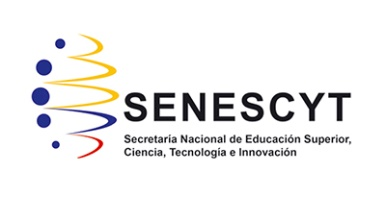 SENESCYT
Secretaría Nacional de Educación Superior,
Ciencia, Tecnología e Innovación